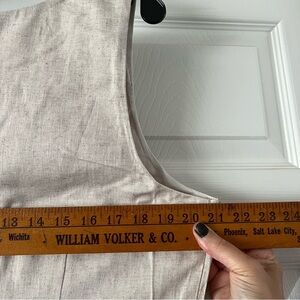 13 14 15 16 17 18 19 20 21 22 23 24
Wichita WILLIAM VOLKER & CO. Phoenix, Salt Lake City,